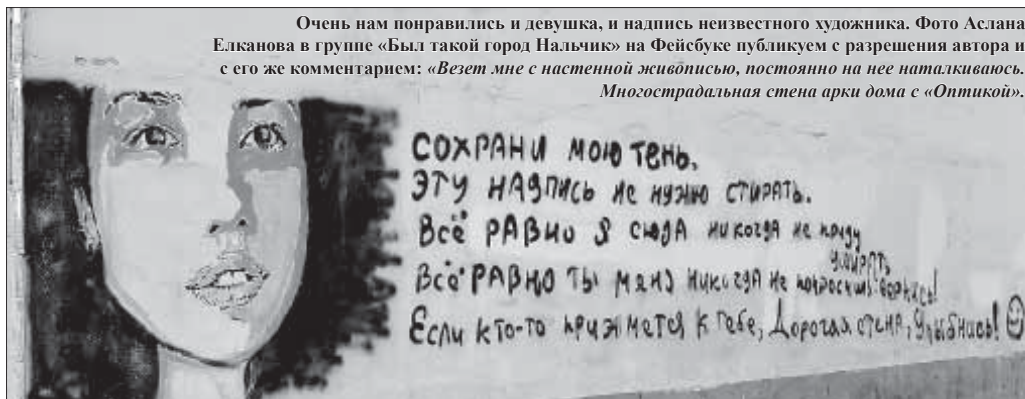 Очень нам понравились и девушка, и надпись неизвестного художника. Фото Аслана
Елканова в группе «Был такой город Нальчик» на Фейсбуке публикуем с разрешения автора и
с его же комментарием: «Везет мне с настенной живописью, постоянно на нее наталкиваюсь.
Многострадальная стена арки дома с «Оптикой».
СОХРАНИ МОЮ ТЕНЬ.
ЭТУ НАДПИСЬ НЕ НУЖНО СТИРАТЬ.
Всё РАВНО Я СЮДА НИКОГДА НЕ приду
УМИРАТЬ
Всё РАВНО ТЫ МЕНЯ НИКОГДА НЕ попросишь: вернись!
Если кто-то прижмется к тебе, Дорогая стена, Улыбнись!